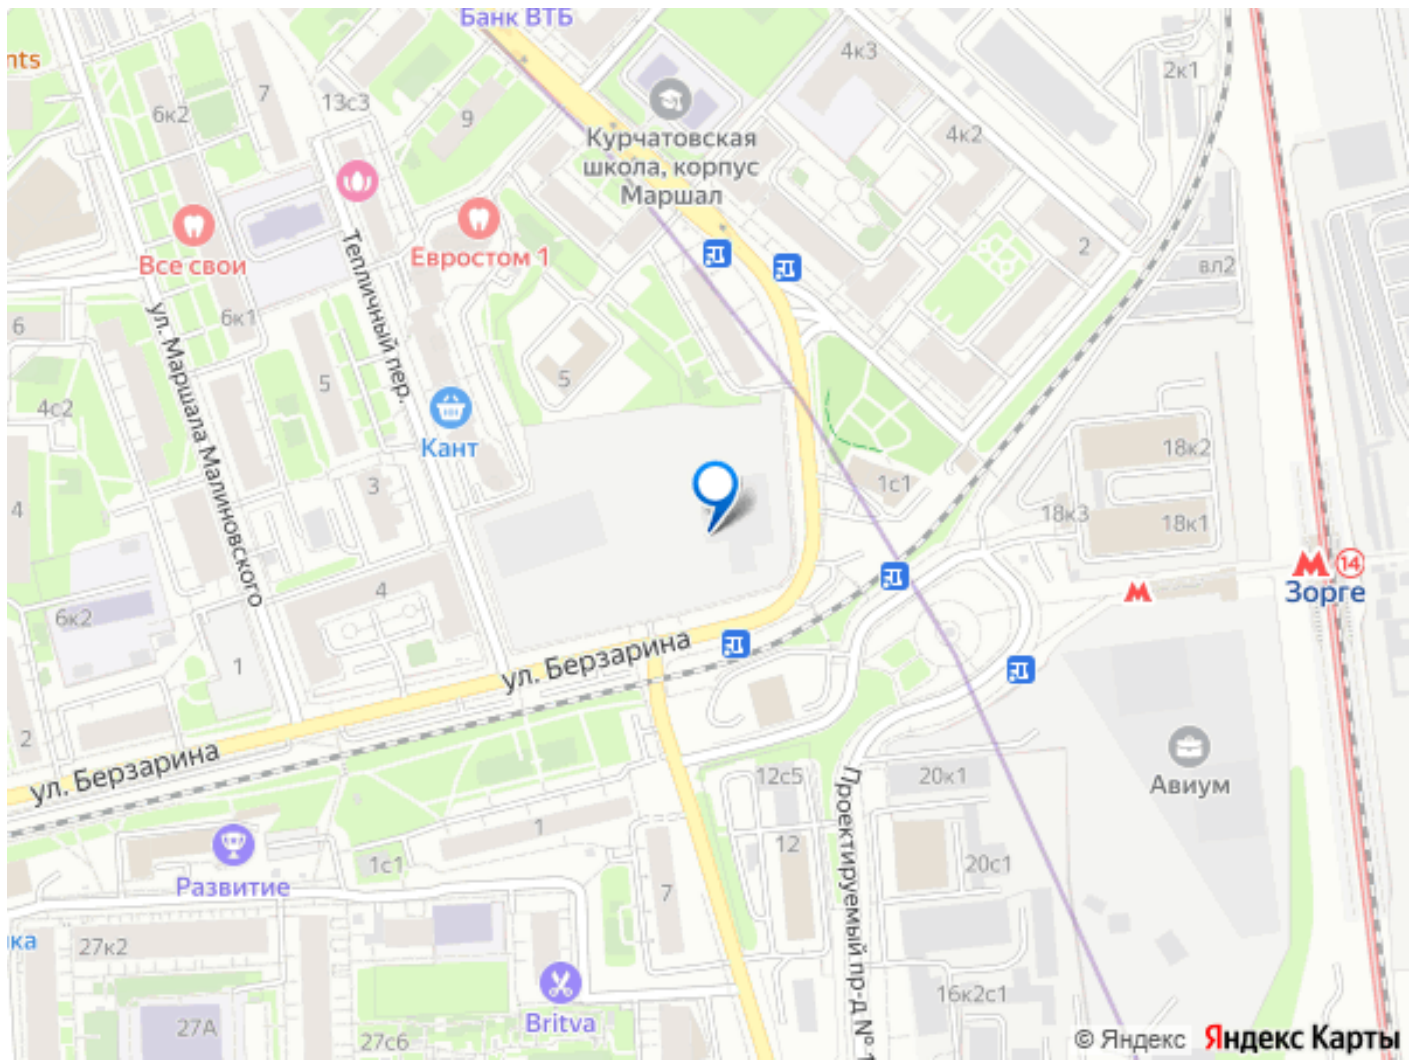 Банк ВТБ
nts
7
6к2
13с3
9
4к3
2к1
Курчатовская
школа, корпус
Маршал
4к2
Все свои
Евростом 1
2
вл2
Тепличный пер.
ул. Маршала Малиновского
6
6к1
5
5
4с2
Кант
3
4
1с1
18к2
18к3
18к1
14
Зорге
4
6к2
1
ул. Берзарина
2
ул. Берзарина
Авиум
12с5
20к1
Проектируемый пр-д № 1
1
12
1с1
20с1
Развитие
7
ка
27к2
16к2с1
Britva
27А
27с6
© Яндекс Яндекс Карты